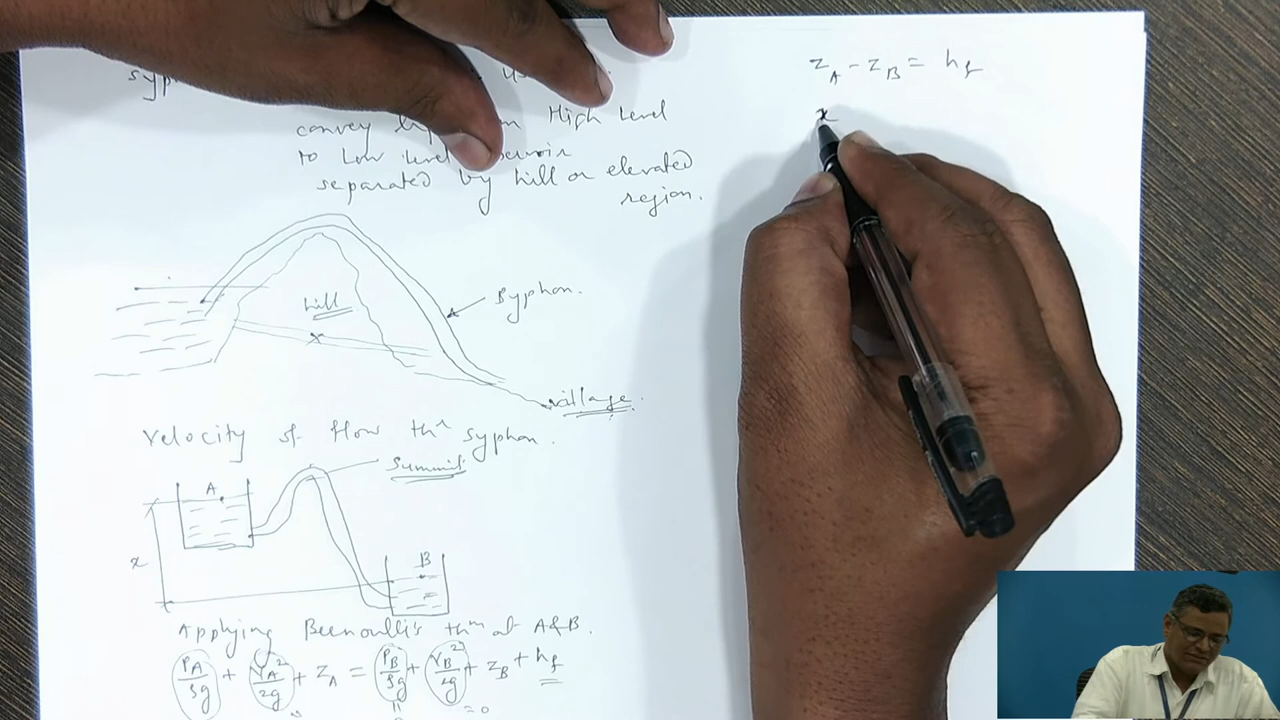 convey High Level
to Low level
separated by hill or elevated
region.
hill
x
Syphon.
village.
velocity of flow thr syphon.
Summit
A
x
B
Applying Bernoulli's thm at A&B.
PA/ρg + VA²/2g + zA = PB/ρg + VB²/2g + zB + hf
= 0
zA - zB = hf
x